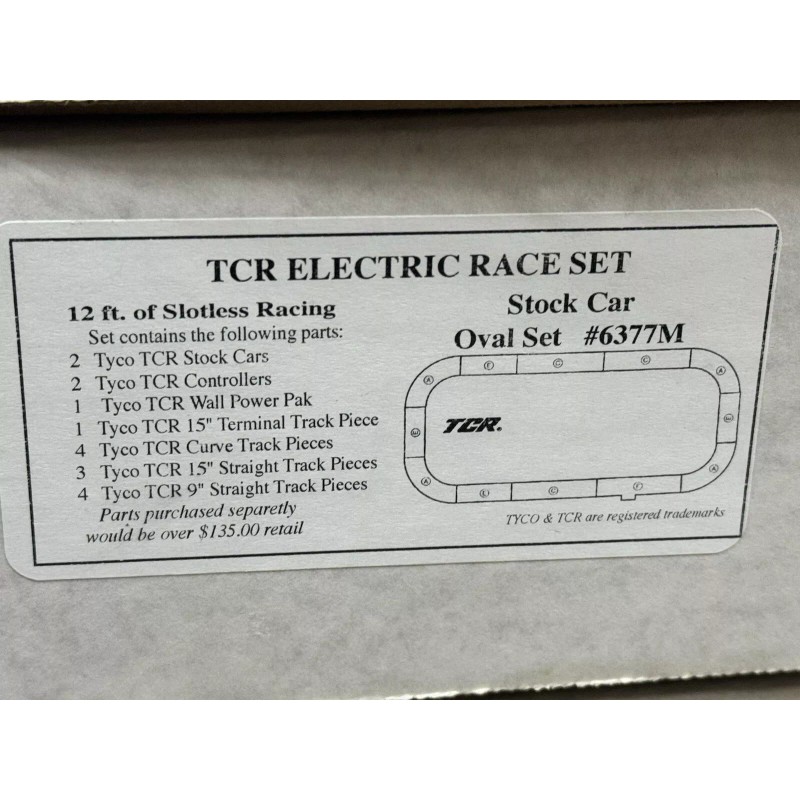 TCR ELECTRIC RACE SET
12 ft. of Slotless Racing
Set contains the following parts:
2 Tyco TCR Stock Cars
2 Tyco TCR Controllers
1 Tyco TCR Wall Power Pak
1 Tyco TCR 15" Terminal Track Piece
4 Tyco TCR Curve Track Pieces
3 Tyco TCR 15" Straight Track Pieces
4 Tyco TCR 9" Straight Track Pieces
Parts purchased separetly
would be over $135.00 retail
Stock Car
Oval Set #6377M
A C C A
TCR.
A C A
TYCO & TCR are registered trademarks